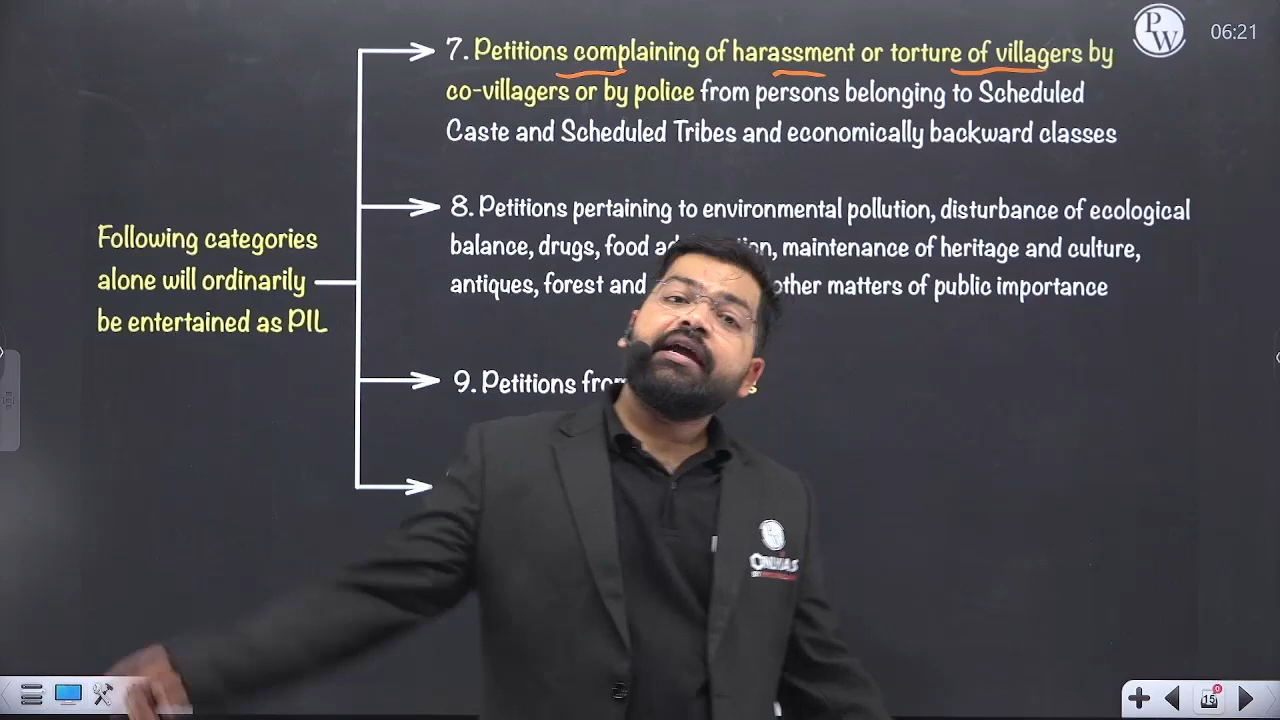 PW
06:21
7. Petitions complaining of harassment or torture of villagers by
co-villagers or by police from persons belonging to Scheduled
Caste and Scheduled Tribes and economically backward classes
8. Petitions pertaining to environmental pollution, disturbance of ecological
balance, drugs, food maintenance of heritage and culture,
antiques, forest and other matters of public importance
Following categories
alone will ordinarily
be entertained as PIL
9. Petitions
15